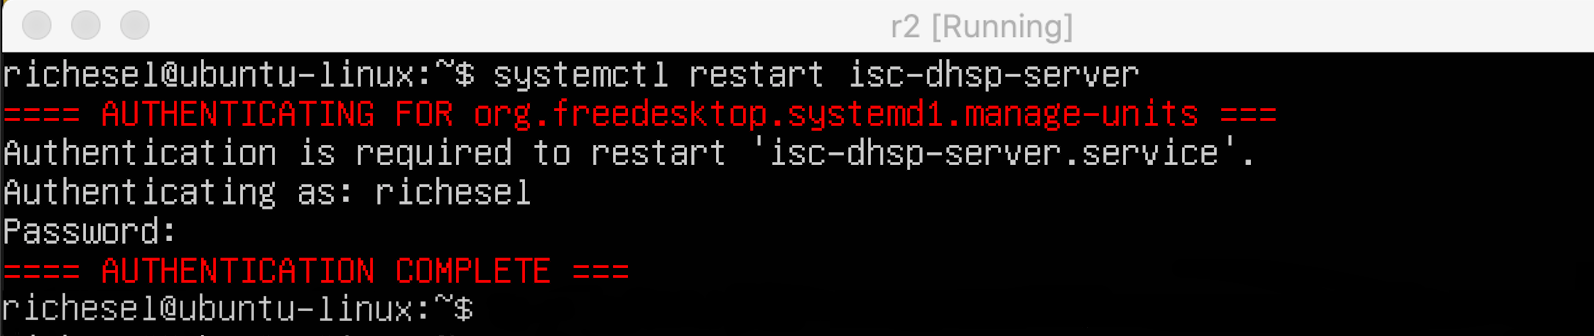 r2 [Running]
richesel@ubuntu-linux:~$ systemctl restart isc-dhsp-server
==== AUTHENTICATING FOR org.freedesktop.systemd1.manage-units ===
Authentication is required to restart 'isc-dhsp-server.service'.
Authenticating as: richesel
Password:
==== AUTHENTICATION COMPLETE ===
richesel@ubuntu-linux:~$